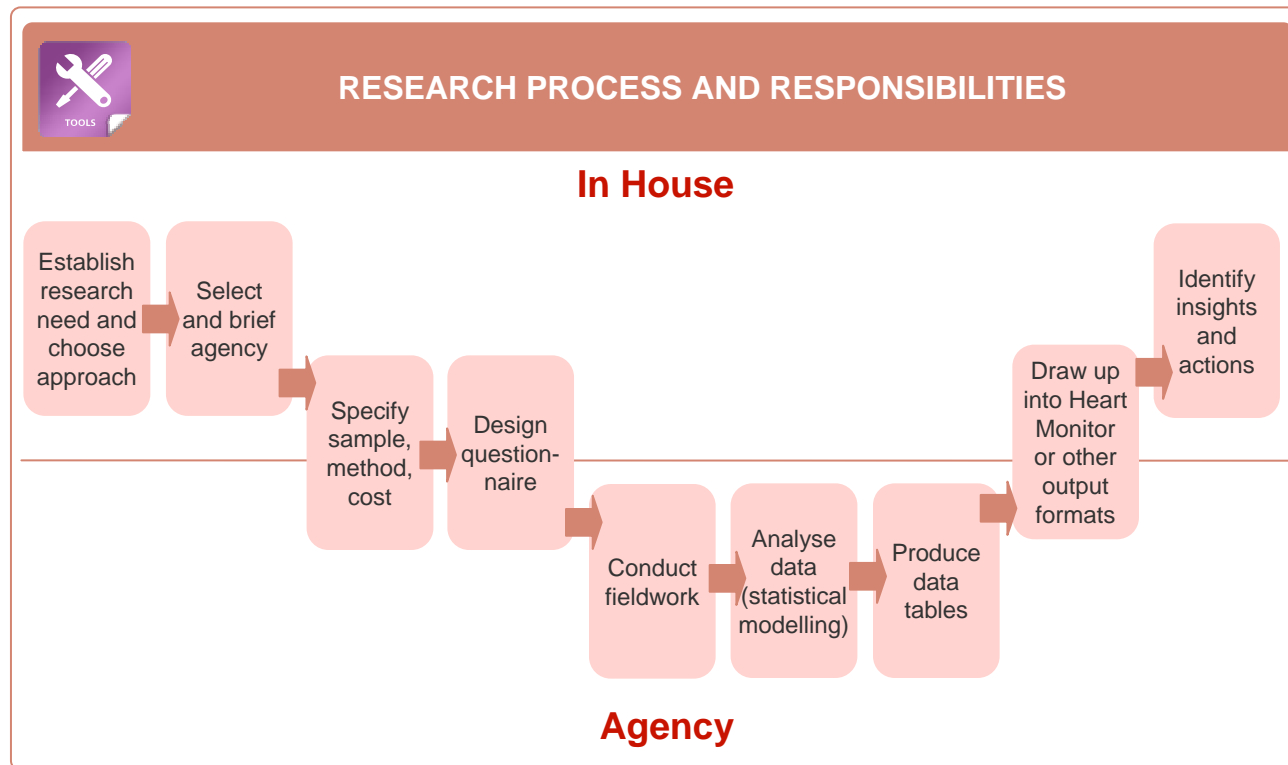 TOOLS
RESEARCH PROCESS AND RESPONSIBILITIES
In House
Establish
research
need and
choose
approach
Select
and brief
agency
Specify
sample,
method,
cost
Design
question-
naire
Conduct
fieldwork
Analyse
data
(statistical
modelling)
Produce
data
tables
Draw up
into Heart
Monitor
or other
output
formats
Identify
insights
and
actions
Agency